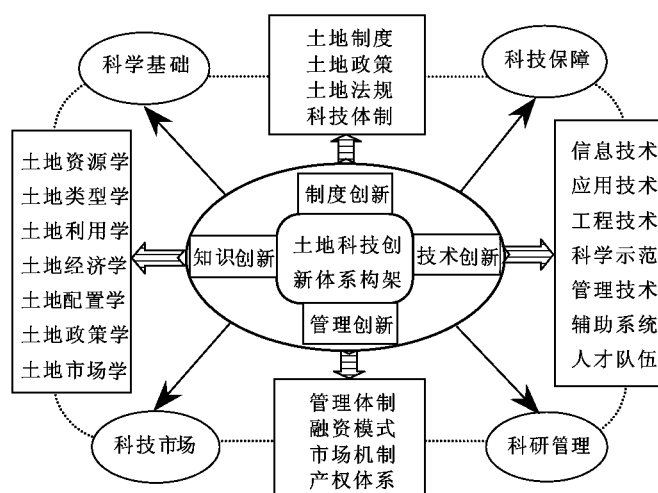 科学基础
土地制度
土地政策
土地法规
科技体制
科技保障
土地资源学
土地类型学
土地利用学
土地经济学
土地配置学
土地政策学
土地市场学
制度创新
知识创新
土地科技创
新体系构架
技术创新
管理创新
信息技术
应用技术
工程技术
科学示范
管理技术
辅助系统
人才队伍
科技市场
管理体制
融资模式
市场机制
产权体系
科研管理